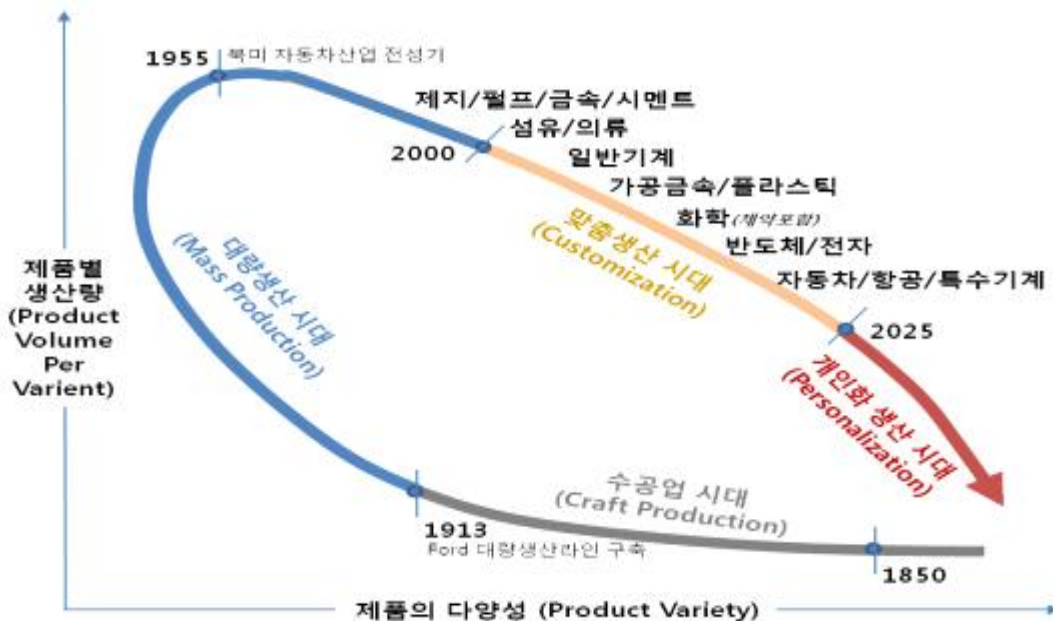 1955
북미 자동차산업 전성기
제지/펄프/금속/시멘트
섬유/의류
2000
일반기계
가공금속/플라스틱
화학(제약포함)
반도체/전자
자동차/항공/특수기계
맞춤생산 시대
(Customization)
대량생산 시대
(Mass Production)
제품별
생산량
(Product
Volume
Per
Varient)
2025
개인화 생산 시대
(Personalization)
수공업 시대
(Craft Production)
1913
Ford 대량생산라인 구축
1850
제품의 다양성 (Product Variety)